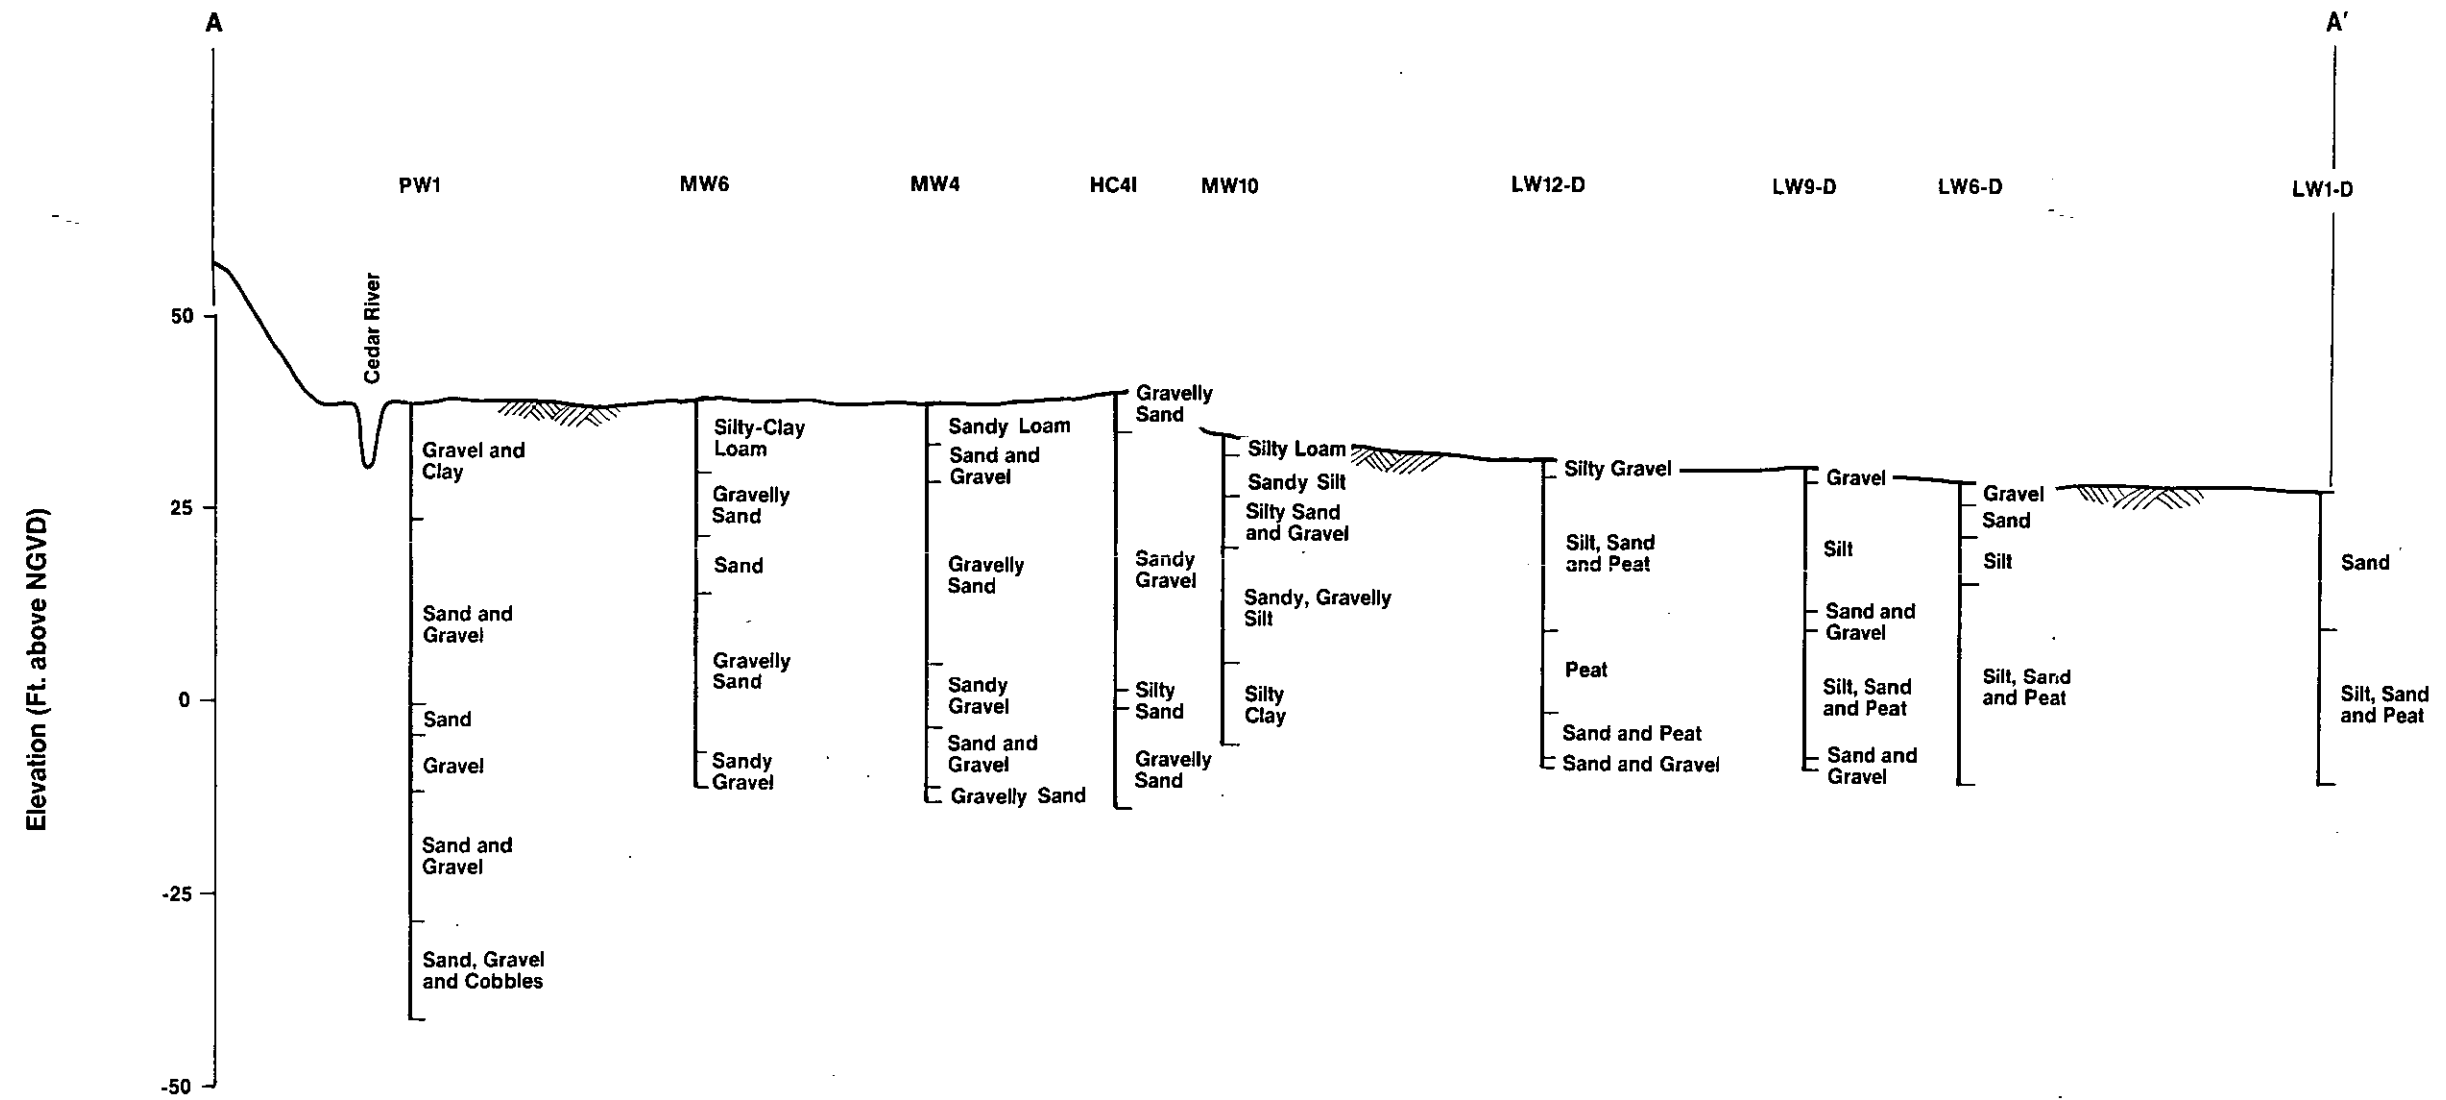 A
A'
PW1
MW6
MW4
HC4I
MW10
LW12-D
LW9-D
LW6-D
LW1-D
Elevation (Ft. above NGVD)
50
25
0
-25
-50
Cedar River
Gravel and
Clay
Sand and
Gravel
Sand
Gravel
Sand and
Gravel
Sand, Gravel
and Cobbles
Silty-Clay
Loam
Gravelly
Sand
Sand
Gravelly
Sand
Sandy
Gravel
Sandy Loam
Sand and
Gravel
Gravelly
Sand
Sandy
Gravel
Sand and
Gravel
Gravelly Sand
Gravelly
Sand
Sandy
Gravel
Silty
Sand
Gravelly
Sand
Silty Loam
Sandy Silt
Silty Sand
and Gravel
Sandy, Gravelly
Silt
Silty
Clay
Silty Gravel
Silt, Sand
and Peat
Peat
Sand and Peat
Sand and Gravel
Gravel
Silt
Sand and
Gravel
Silt, Sand
and Peat
Sand and
Gravel
Gravel
Sand
Silt
Silt, Sand
and Peat
Sand
Silt, Sand
and Peat